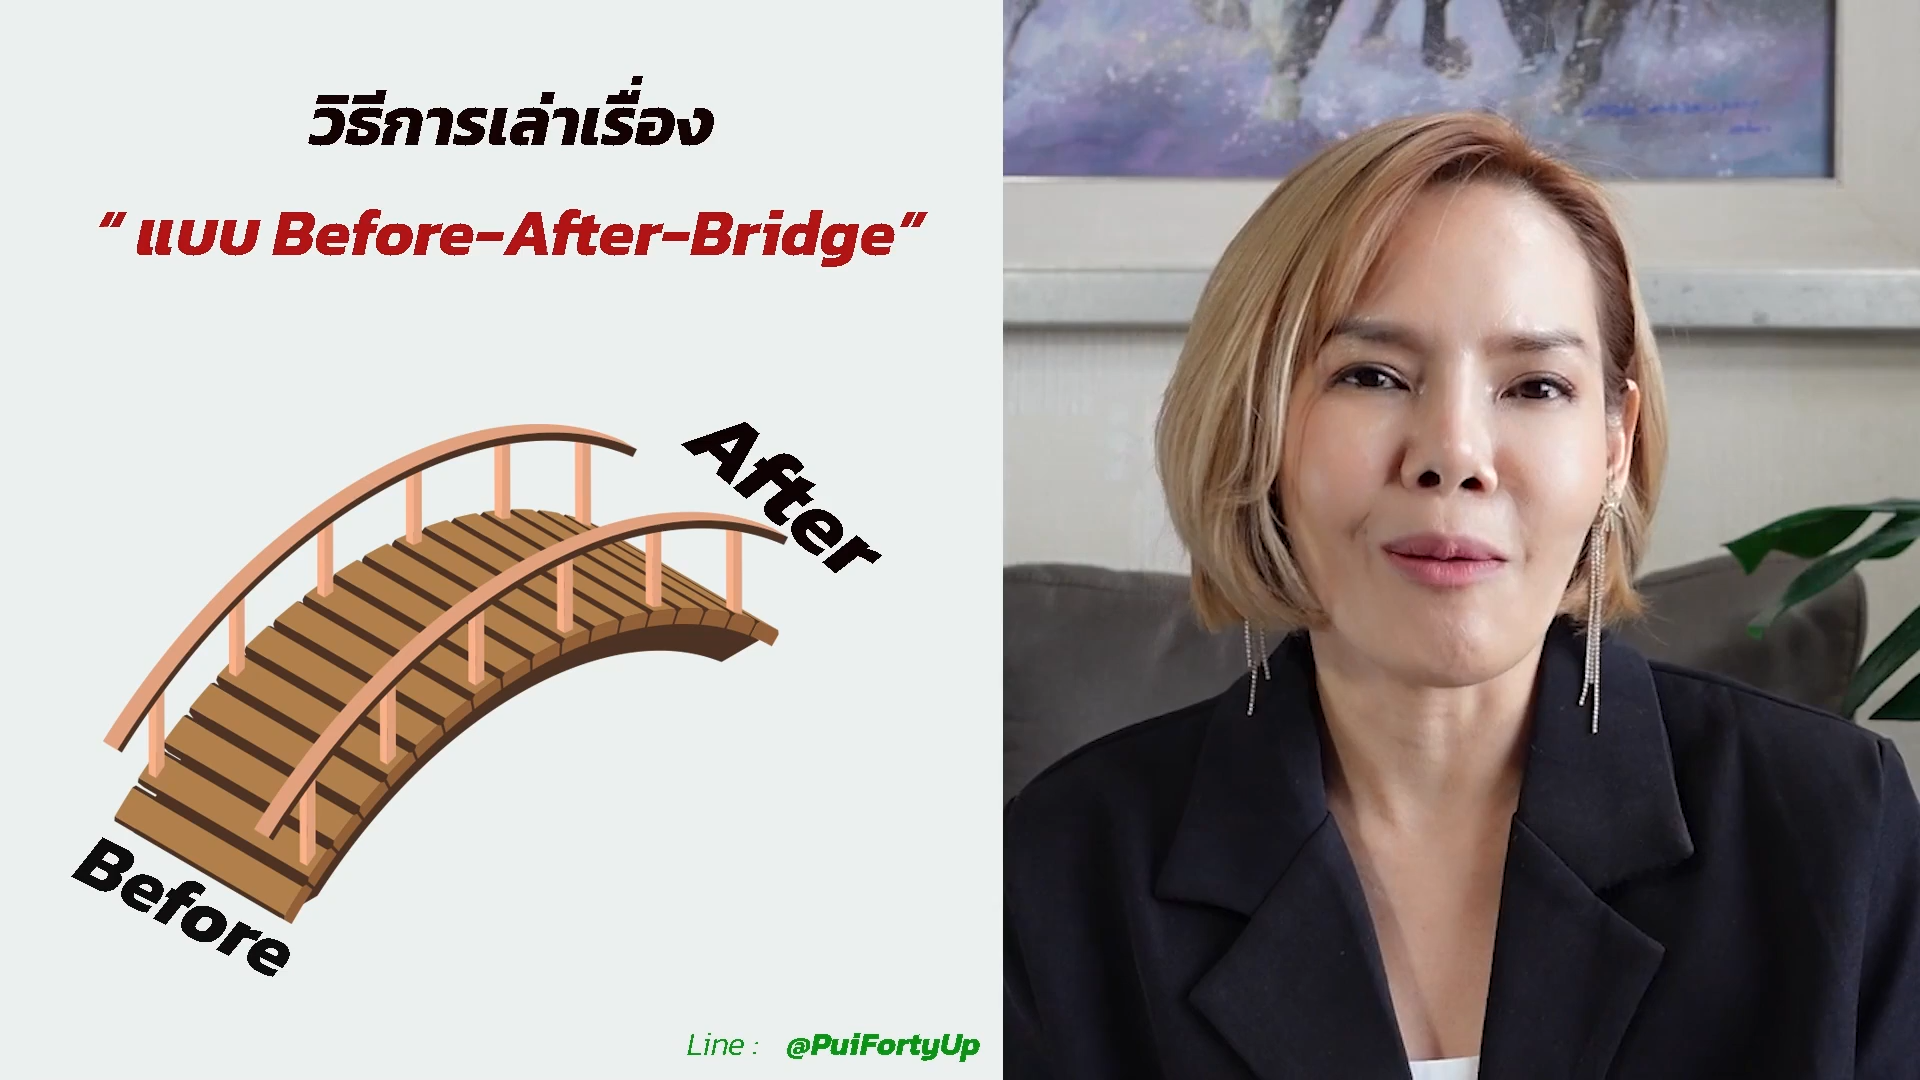 วิธีการเล่าเรื่อง
“ แบบ Before-After-Bridge”
After
Before
Line : @PuiFortyUp